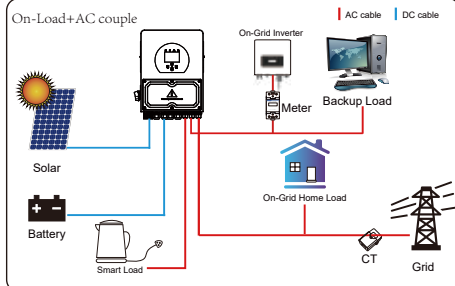 On-Load+AC couple
AC cable
DC cable
On-Grid Inverter
Meter
Backup Load
Solar
On-Grid Home Load
Battery
Smart Load
CT
Grid